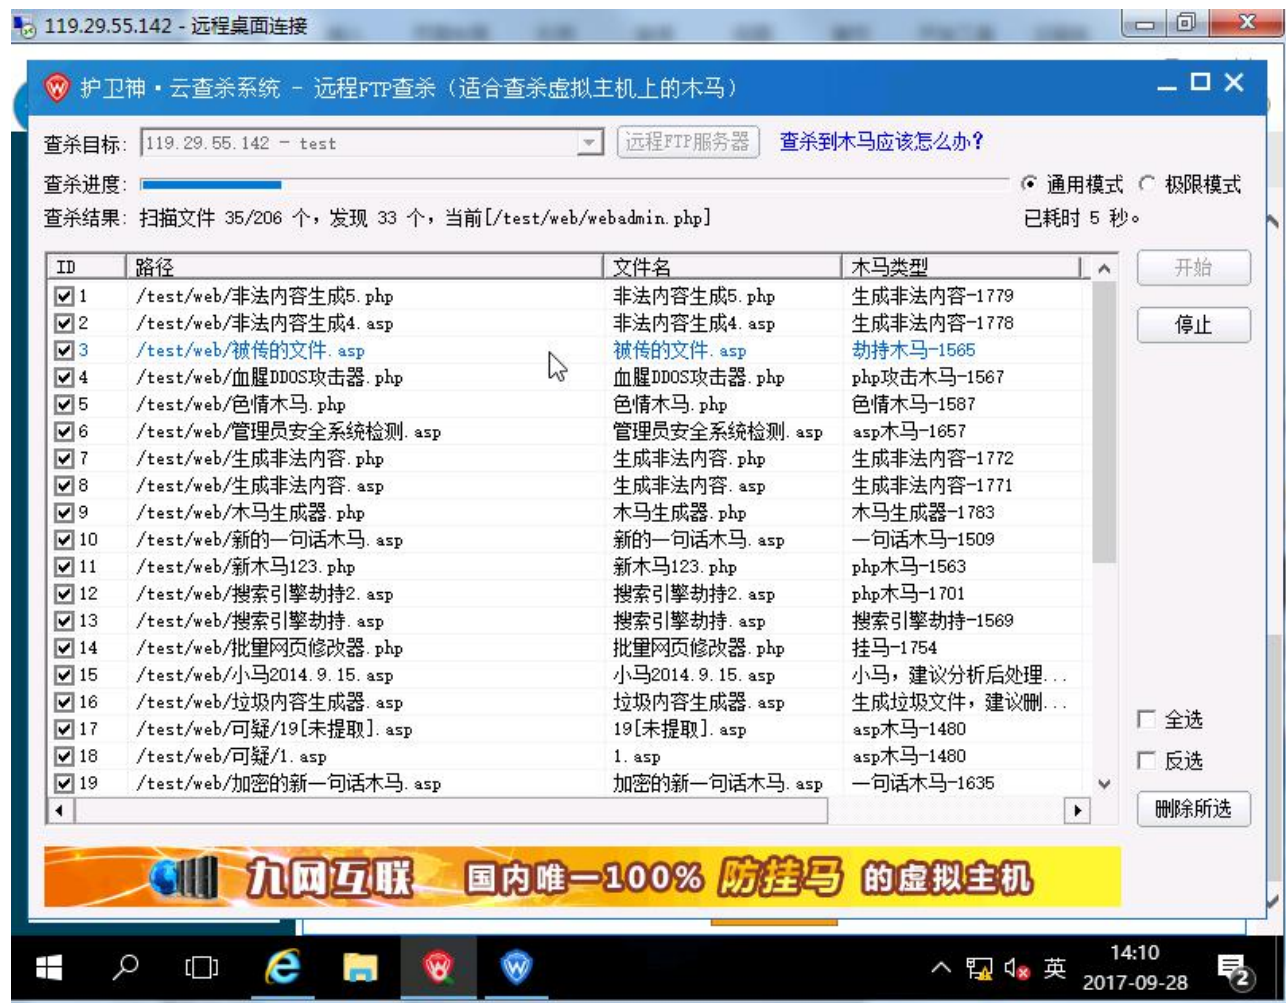 119.29.55.142 - 远程桌面连接
护卫神·云查杀系统 - 远程FTP查杀（适合查杀虚拟主机上的木马）
查杀目标: 119.29.55.142 - test 远程FTP服务器 查杀到木马应该怎么办?
查杀进度: 通用模式 极限模式
查杀结果: 扫描文件 35/206 个，发现 33 个，当前[/test/web/webadmin.php] 已耗时 5 秒。
ID 路径 文件名 木马类型 开始
1 /test/web/非法内容生成5.php 非法内容生成5.php 生成非法内容-1779
2 /test/web/非法内容生成4.asp 非法内容生成4.asp 生成非法内容-1778 停止
3 /test/web/被传的文件.asp 被传的文件.asp 劫持木马-1565
4 /test/web/血腥DDOS攻击器.php 血腥DDOS攻击器.php php攻击木马-1567
5 /test/web/色情木马.php 色情木马.php 色情木马-1587
6 /test/web/管理员安全系统检测.asp 管理员安全系统检测.asp asp木马-1657
7 /test/web/生成非法内容.php 生成非法内容.php 生成非法内容-1772
8 /test/web/生成非法内容.asp 生成非法内容.asp 生成非法内容-1771
9 /test/web/木马生成器.php 木马生成器.php 木马生成器-1783
10 /test/web/新的一句话木马.asp 新的一句话木马.asp 一句话木马-1509
11 /test/web/新木马123.php 新木马123.php php木马-1563
12 /test/web/搜索引擎劫持2.asp 搜索引擎劫持2.asp php木马-1701
13 /test/web/搜索引擎劫持.asp 搜索引擎劫持.asp 搜索引擎劫持-1569
14 /test/web/批量网页修改器.php 批量网页修改器.php 挂马-1754
15 /test/web/小马2014.9.15.asp 小马2014.9.15.asp 小马，建议分析后处理...
16 /test/web/垃圾内容生成器.asp 垃圾内容生成器.asp 生成垃圾文件，建议删...
17 /test/web/可疑/19[未提取].asp 19[未提取].asp asp木马-1480 全选
18 /test/web/可疑/1.asp 1.asp asp木马-1480 反选
19 /test/web/加密的新一句话木马.asp 加密的新一句话木马.asp 一句话木马-1635
删除所选
九网互联 国内唯一100% 防挂马 的虚拟主机
英 14:10
2017-09-28 2